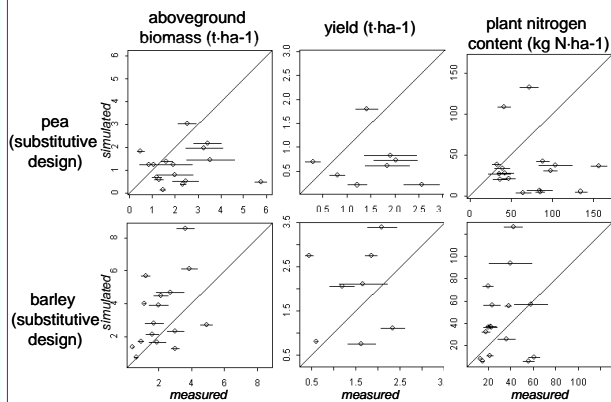 aboveground
biomass (t·ha-1)
yield (t·ha-1)
plant nitrogen
content (kg N·ha-1)
pea
(substitutive
design)
simulated
6
5
4
3
2
1
0
0 1 2 3 4 5 6
3.0
2.5
2.0
1.5
1.0
0.5
0.5 1.0 1.5 2.0 2.5 3.0
150
100
50
0
0 50 100 150
barley
(substitutive
design)
simulated
8
6
4
2
2 4 6 8
measured
3.5
2.5
1.5
0.5
0.5 1.5 2.5 3.
measured
120
100
80
60
40
20
20 40 60 80 100
measured